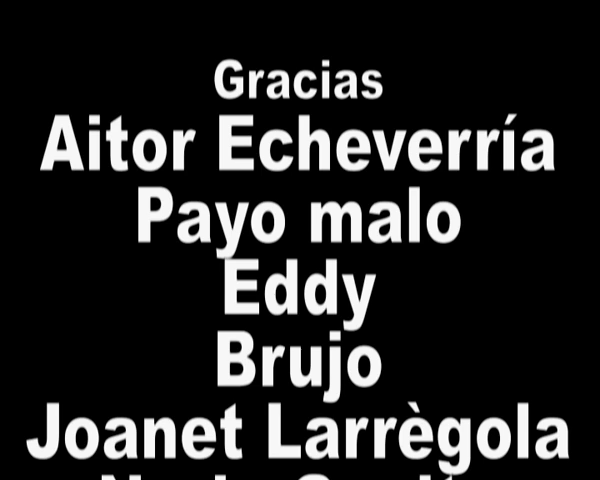 Gracias
Aitor Echeverría
Payo malo
Eddy
Brujo
Joanet Larrègola